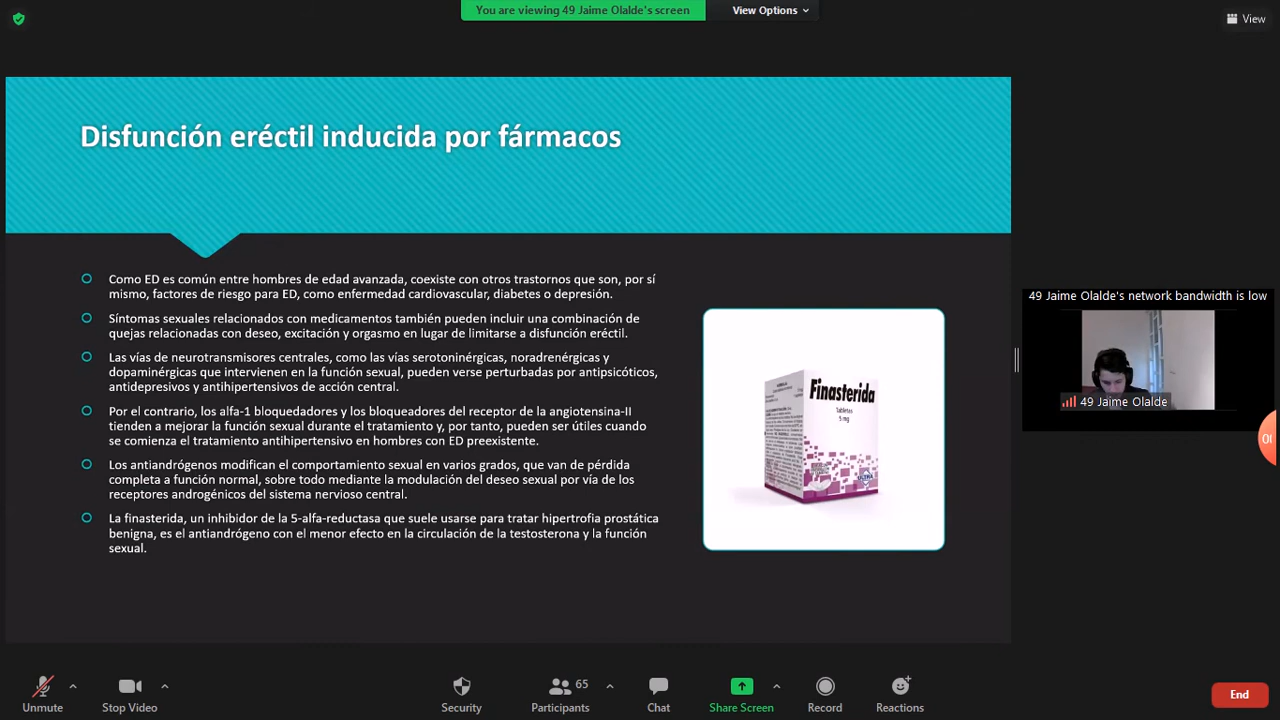 You are viewing 49 Jaime Olalde's screen
View Options
View
Disfunción eréctil inducida por fármacos
Como ED es común entre hombres de edad avanzada, coexiste con otros trastornos que son, por sí
mismo, factores de riesgo para ED, como enfermedad cardiovascular, diabetes o depresión.
Síntomas sexuales relacionados con medicamentos también pueden incluir una combinación de
quejas relacionadas con deseo, excitación y orgasmo en lugar de limitarse a disfunción eréctil.
Las vías de neurotransmisores centrales, como las vías serotoninérgicas, noradrenérgicas y
dopaminérgicas que intervienen en la función sexual, pueden verse perturbadas por antipsicóticos,
antidepresivos y antihipertensivos de acción central.
Por el contrario, los alfa-1 bloquedadores y los bloqueadores del receptor de la angiotensina-II
tienden a mejorar la función sexual durante el tratamiento y, por tanto, pueden ser útiles cuando
se comienza el tratamiento antihipertensivo en hombres con ED preexistente.
Los antiandrógenos modifican el comportamiento sexual en varios grados, que van de pérdida
completa a función normal, sobre todo mediante la modulación del deseo sexual por vía de los
receptores androgénicos del sistema nervioso central.
La finasterida, un inhibidor de la 5-alfa-reductasa que suele usarse para tratar hipertrofia prostática
benigna, es el antiandrógeno con el menor efecto en la circulación de la testosterona y la función
sexual.
Finasterida
Tabletas
5 mg
ULTRA
49 Jaime Olalde's network bandwidth is low
49 Jaime Olalde
Unmute
Stop Video
Security
65
Participants
Chat
Share Screen
Record
Reactions
End